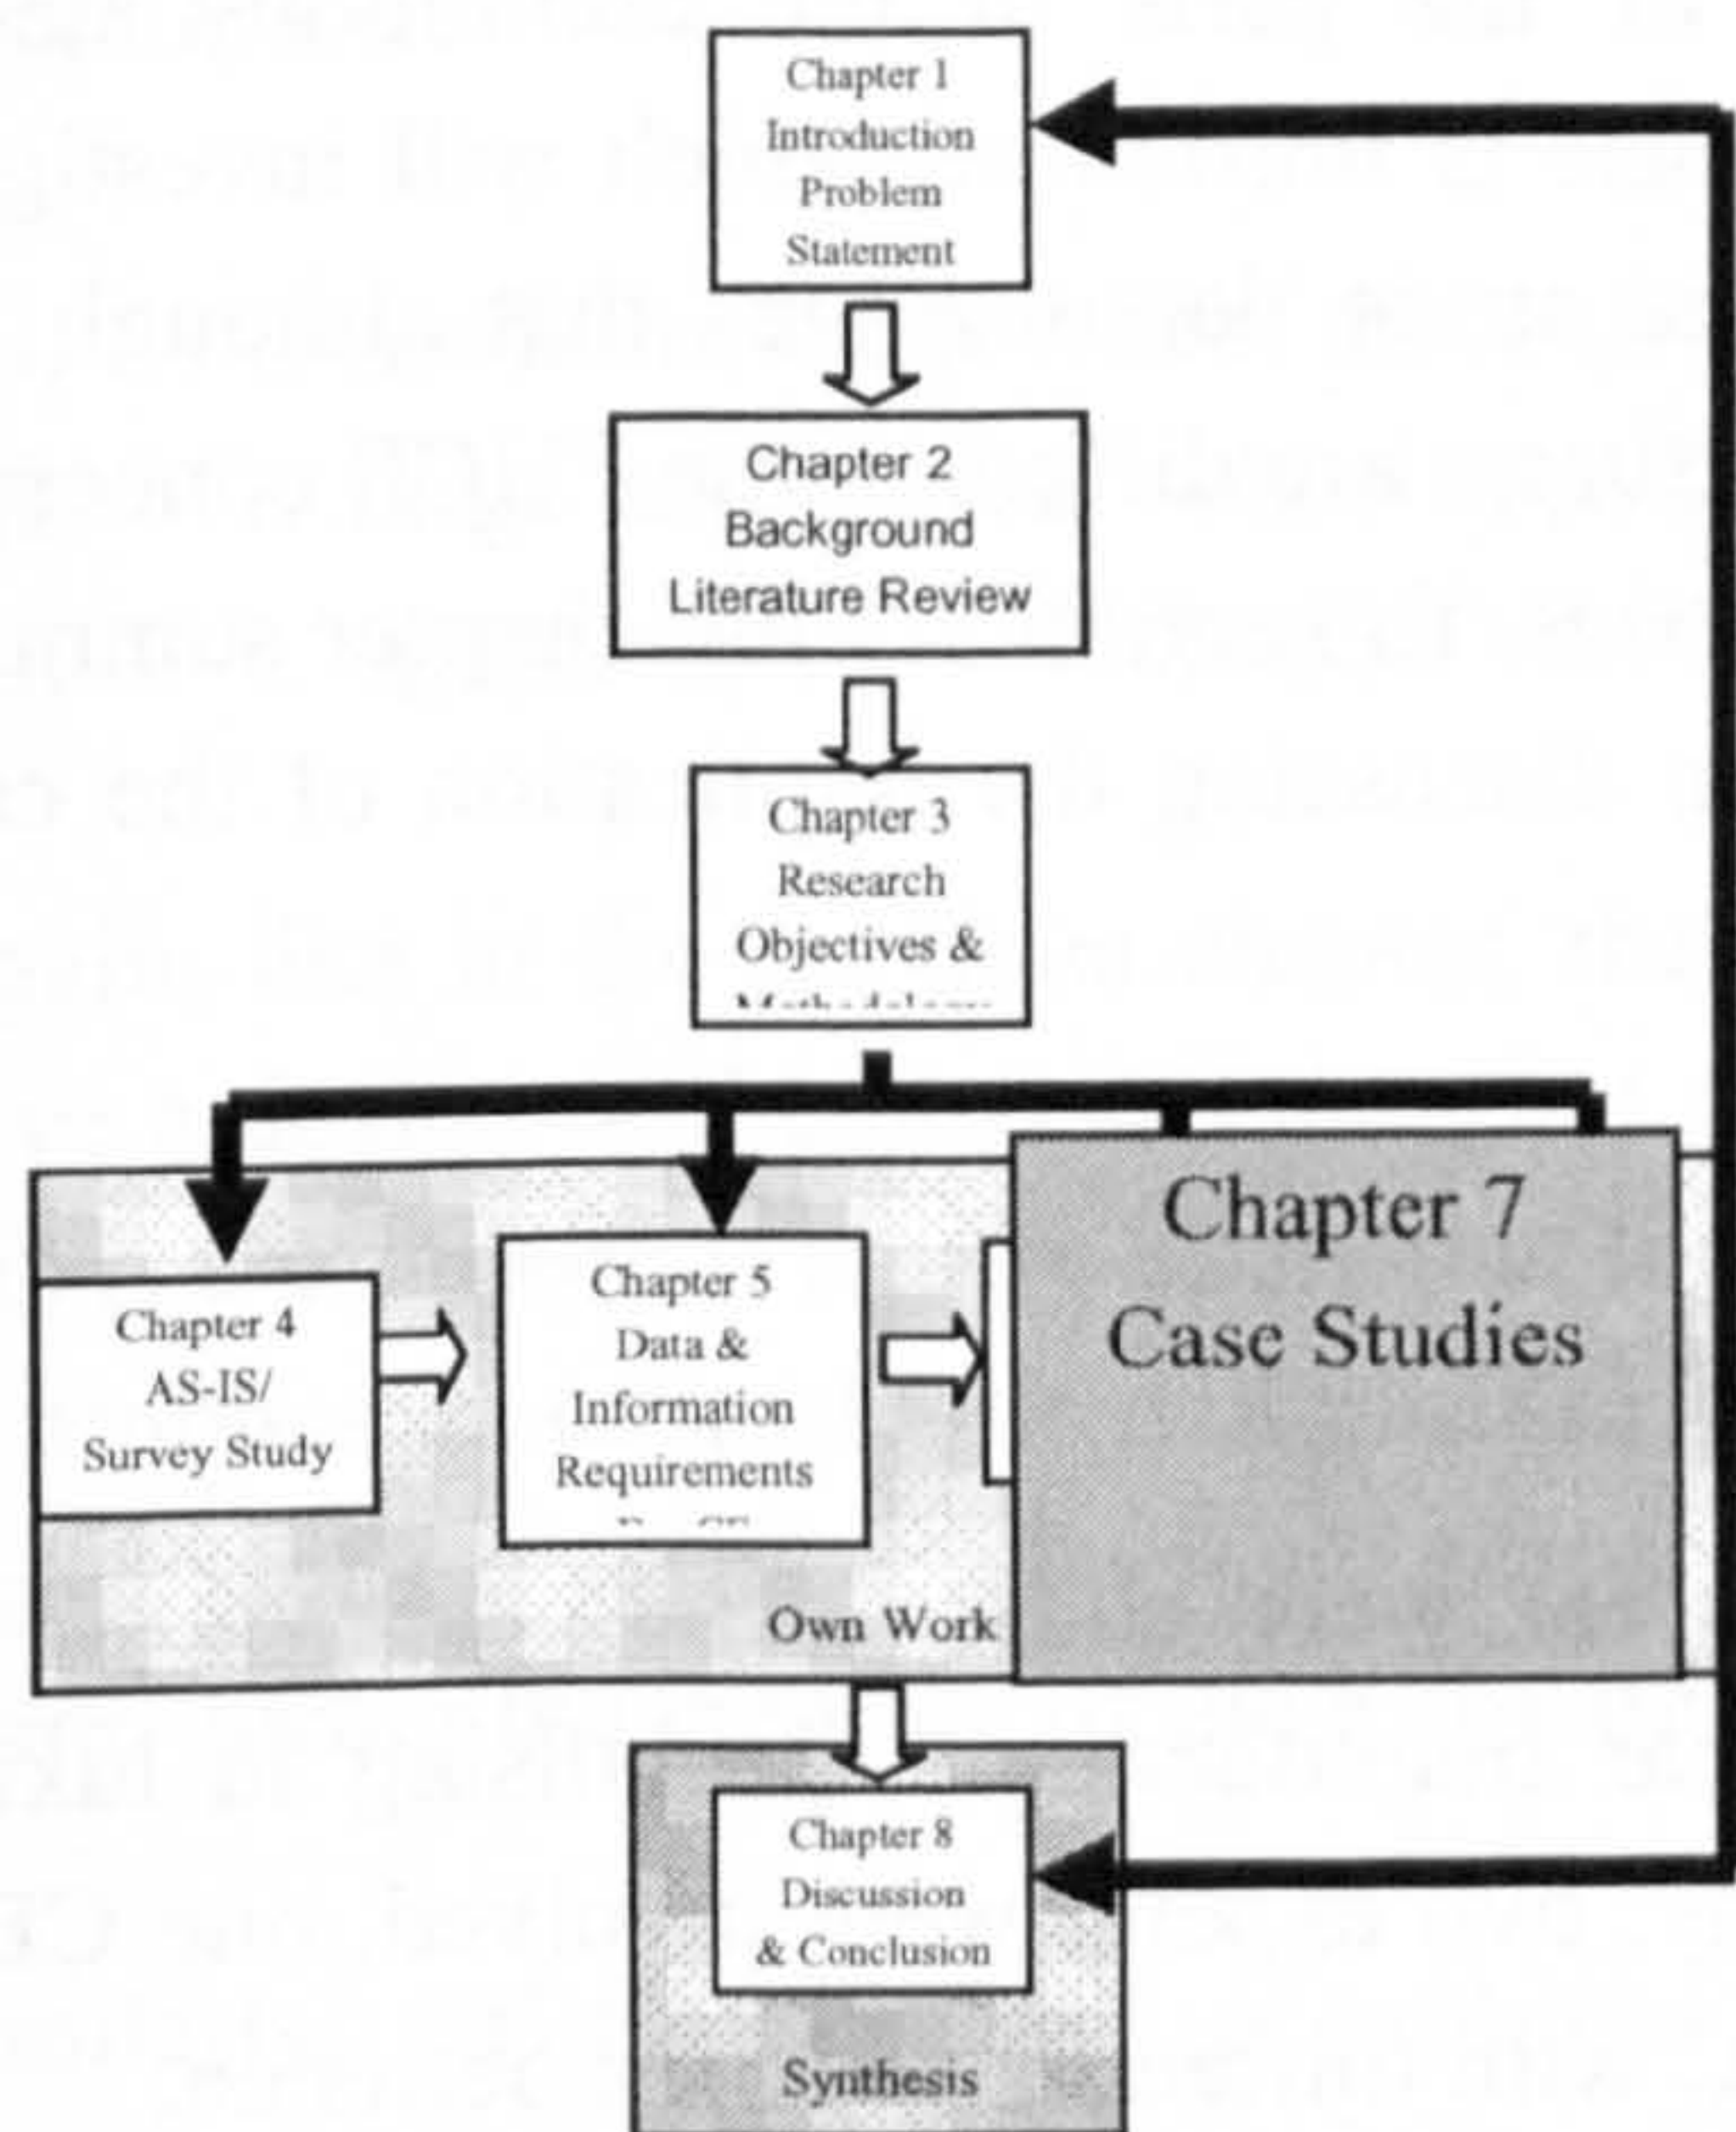 Chapter 1
Introduction
Problem
Statement
Chapter 2
Background
Literature Review
Chapter 3
Research
Objectives &
Chapter 4
AS-IS/
Survey Study
Chapter 5
Data &
Information
Requirements
Chapter 7
Case Studies
Own Work
Chapter 8
Discussion
& Conclusion
Synthesis